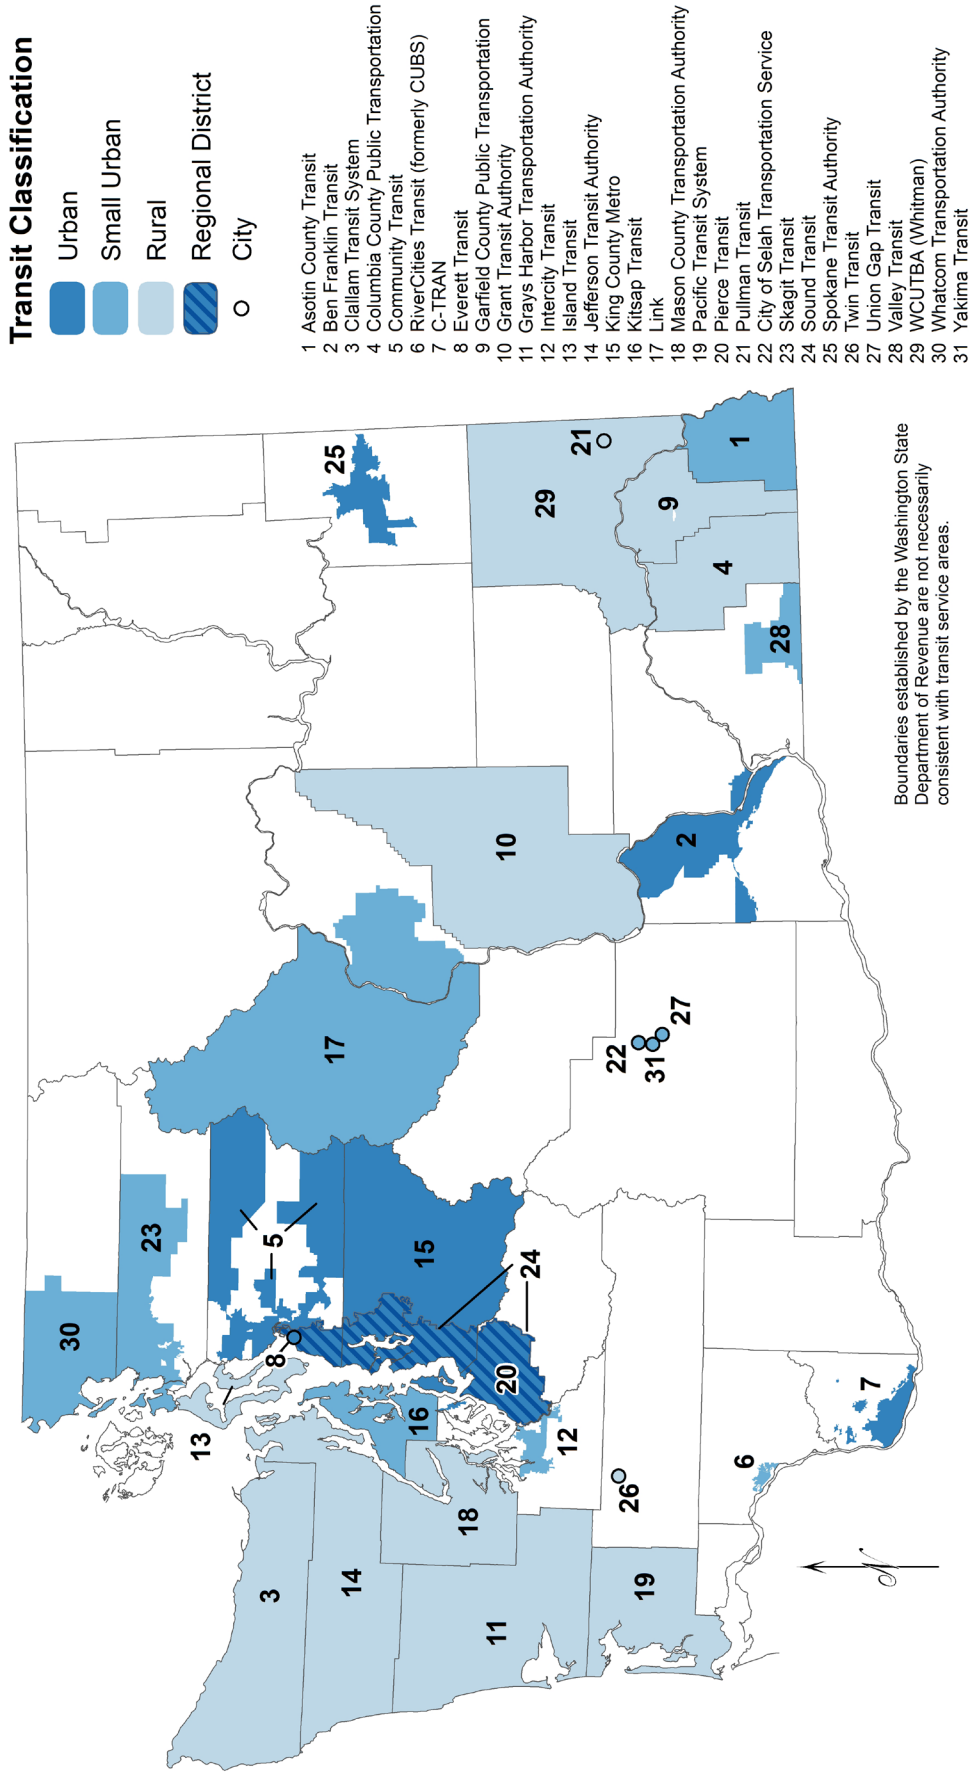 Transit Classification
Urban
Small Urban
Rural
Regional District
City
1 Asotin County Transit
2 Ben Franklin Transit
3 Clallam Transit System
4 Columbia County Public Transportation
5 Community Transit
6 RiverCities Transit (formerly CUBS)
7 C-TRAN
8 Everett Transit
9 Garfield County Public Transportation
10 Grant Transit Authority
11 Grays Harbor Transportation Authority
12 Intercity Transit
13 Island Transit
14 Jefferson Transit Authority
15 King County Metro
16 Kitsap Transit
17 Link
18 Mason County Transportation Authority
19 Pacific Transit System
20 Pierce Transit
21 Pullman Transit
22 City of Selah Transportation Service
23 Skagit Transit
24 Sound Transit
25 Spokane Transit Authority
26 Twin Transit
27 Union Gap Transit
28 Valley Transit
29 WCUTBA (Whitman)
30 Whatcom Transportation Authority
31 Yakima Transit
30
23
13
5
8
3
17
25
14
16
15
18
24
20
10
29
21
11
12
26
22
31
27
19
2
9
4
1
28
6
7
N
Boundaries established by the Washington State
Department of Revenue are not necessarily
consistent with transit service areas.